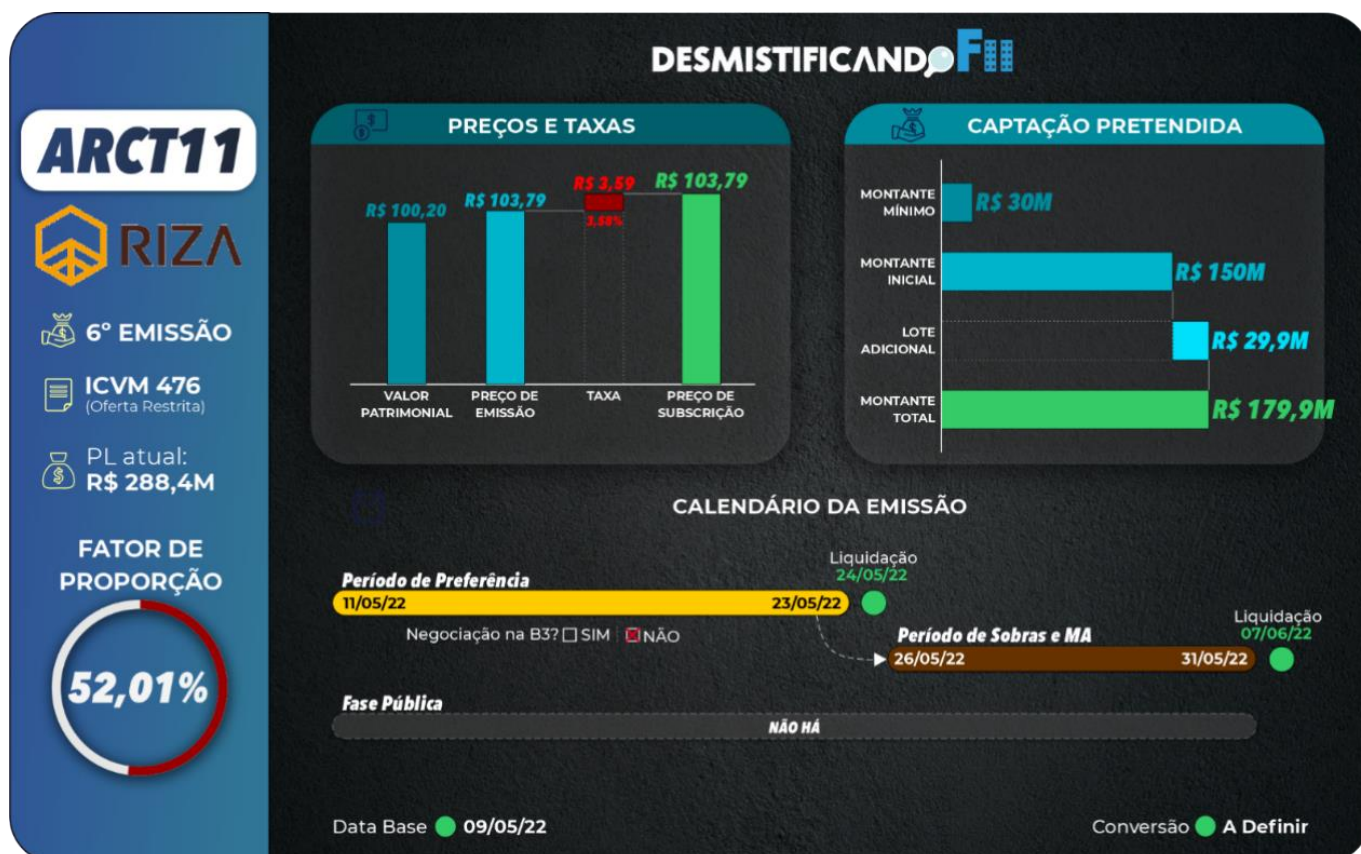 DESMISTIFICANDO FII
ARCT11
RIZA
6º EMISSÃO
ICVM 476
(Oferta Restrita)
PL atual:
R$ 288,4M
FATOR DE
PROPORÇÃO
52,01%
PREÇOS E TAXAS
R$ 100,20
R$ 103,79
R$ 3,59
3,58%
R$ 103,79
VALOR
PATRIMONIAL
PREÇO DE
EMISSÃO
TAXA
PREÇO DE
SUBSCRIÇÃO
CAPTAÇÃO PRETENDIDA
MONTANTE
MÍNIMO
R$ 30M
MONTANTE
INICIAL
R$ 150M
LOTE
ADICIONAL
R$ 29,9M
MONTANTE
TOTAL
R$ 179,9M
CALENDÁRIO DA EMISSÃO
Período de Preferência
Liquidação
24/05/22
11/05/22 23/05/22
Negociação na B3? SIM NÃO
Período de Sobras e MA
Liquidação
07/06/22
26/05/22 31/05/22
Fase Pública
NÃO HÁ
Data Base 09/05/22
Conversão A Definir